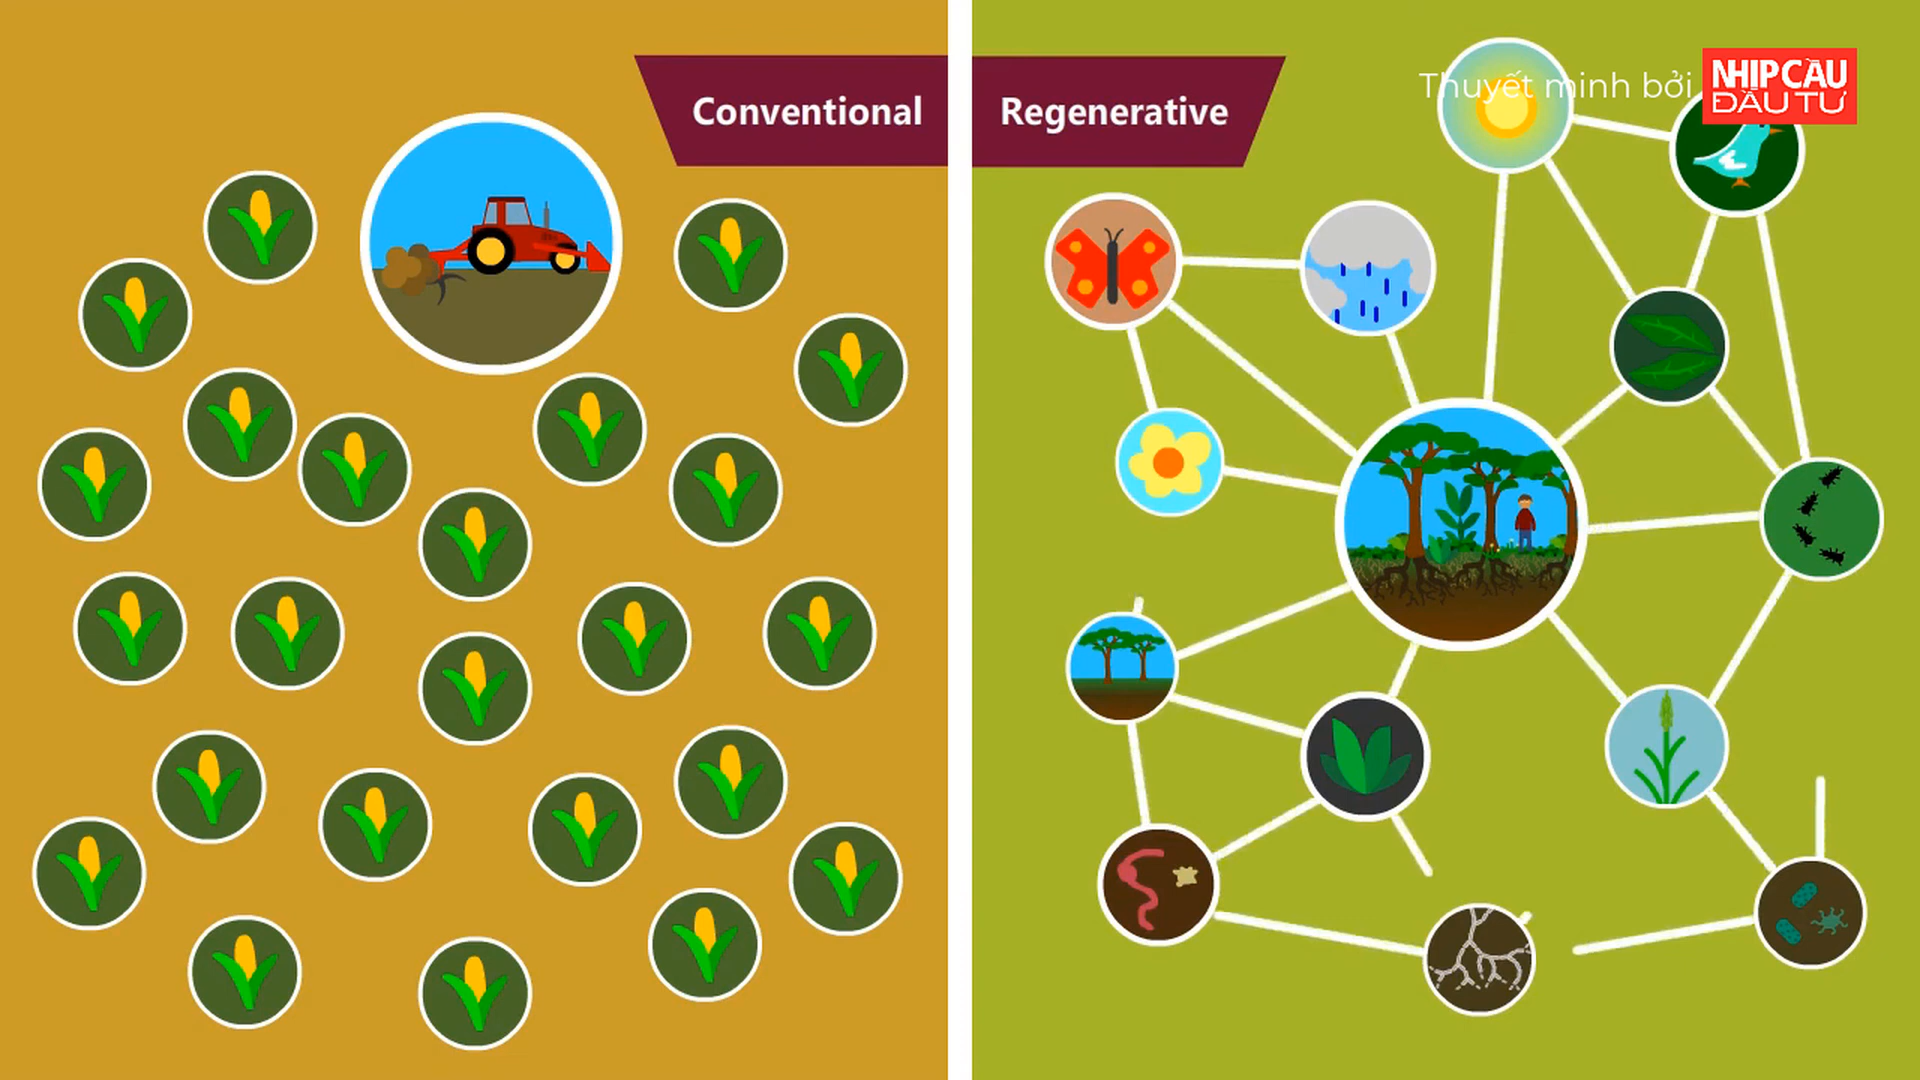 Conventional
Regenerative
Thuyết minh bởi
NHỊP CẦU
ĐẦU TƯ